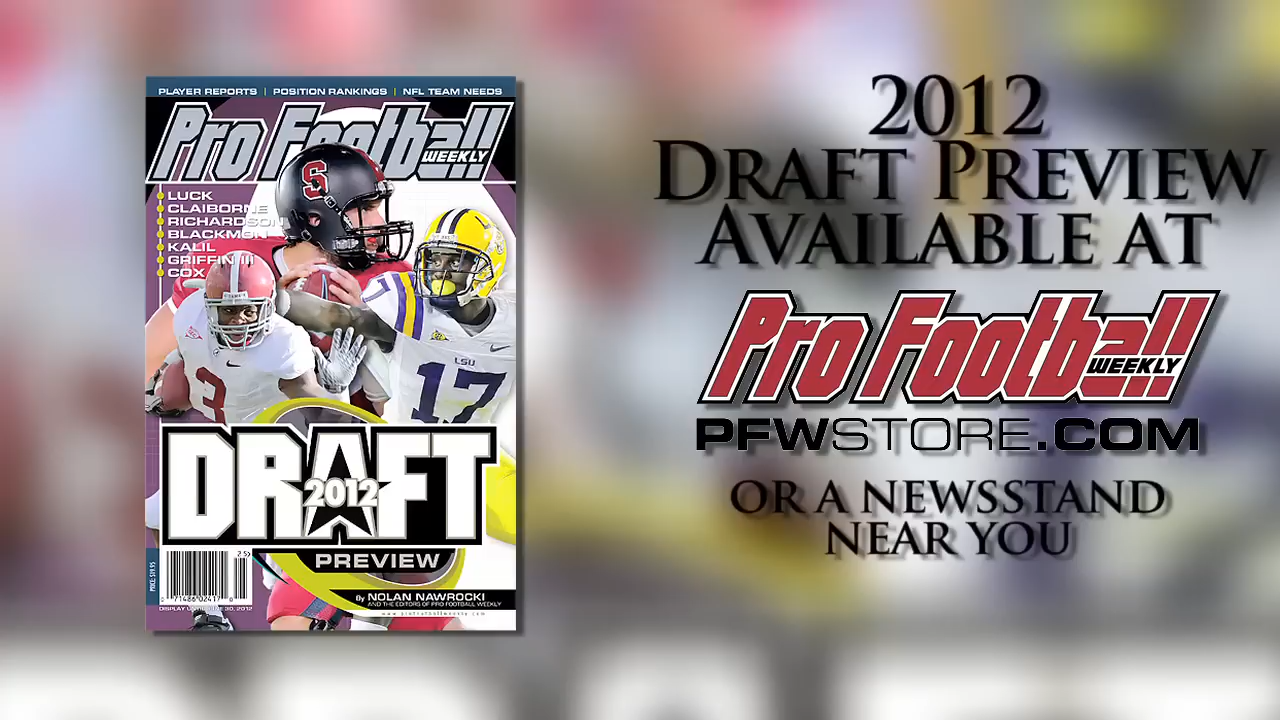 PLAYER REPORTS | POSITION RANKINGS | NFL TEAM NEEDS
Pro Football
WEEKLY
LUCK
CLAIBORNE
RICHARDSON
BLACKMON
KALIL
GRIFFIN III
COX
S
LSU
17
3
DRAFT
2012
PREVIEW
By NOLAN NAWROCKI
AND THE EDITORS OF PRO FOOTBALL WEEKLY
2012
DRAFT PREVIEW
AVAILABLE AT
Pro Football
WEEKLY
PFWSTORE.COM
OR A NEWSSTAND
NEAR YOU